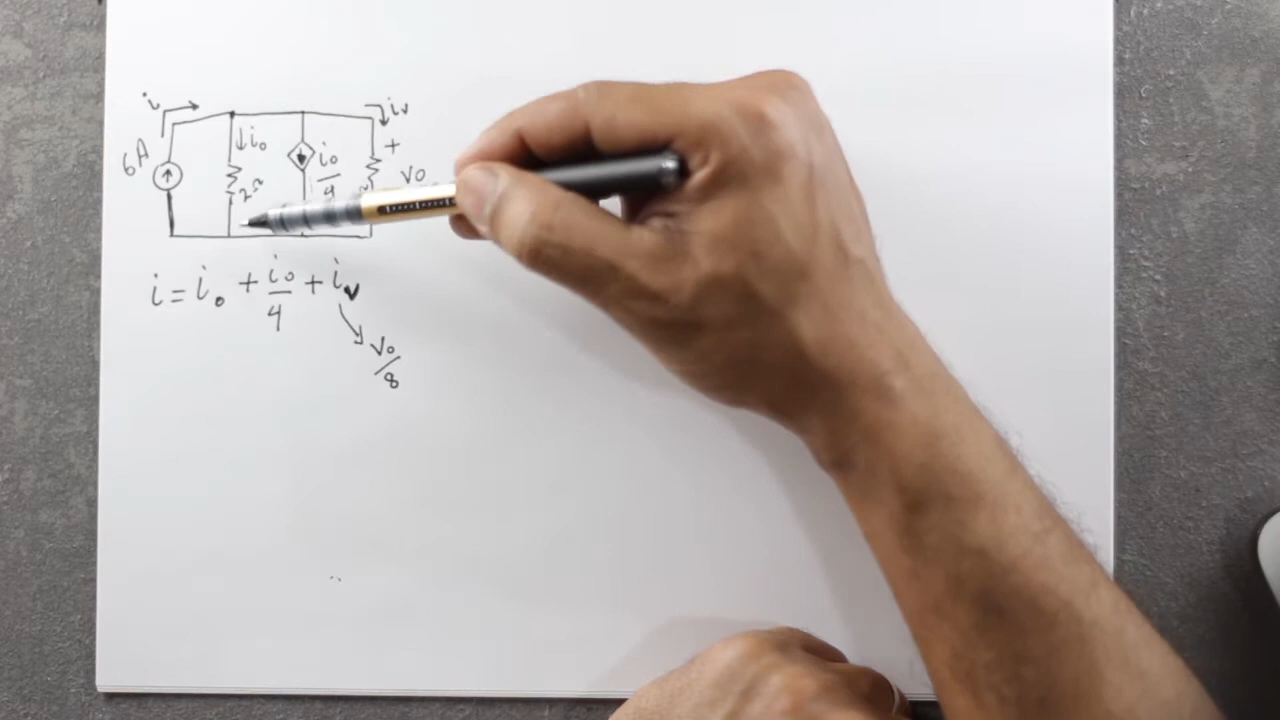 i iv
6A io 2Ω io/4 + vo
i = io + io/4 + iv
vo/8